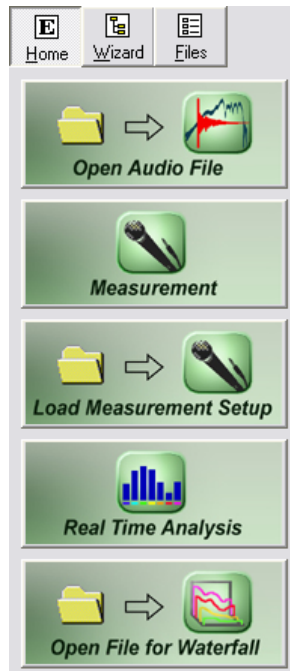 E
Home Wizard Files
Open Audio File
Measurement
Load Measurement Setup
Real Time Analysis
Open File for Waterfall